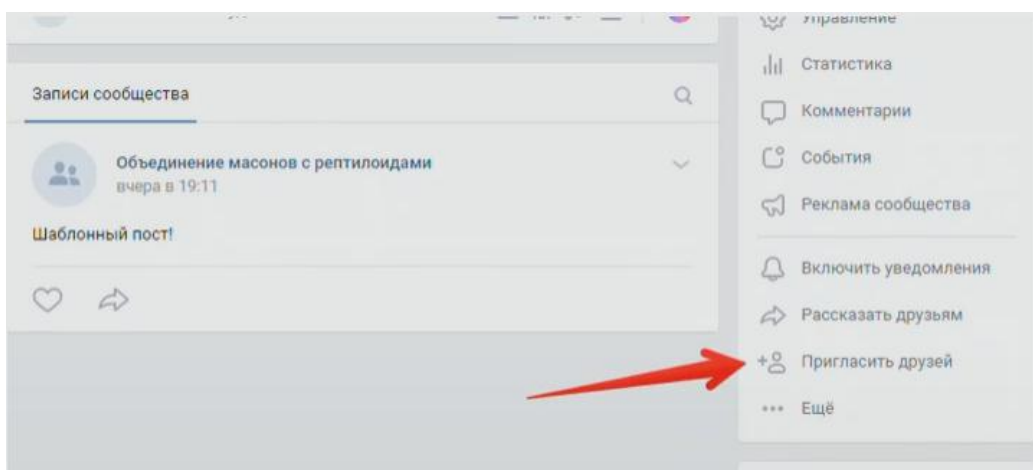 Записи сообщества
Объединение масонов с рептилоидами
вчера в 19:11
Шаблонный пост!
Управление
Статистика
Комментарии
События
Реклама сообщества
Включить уведомления
Рассказать друзьям
Пригласить друзей
Ещё